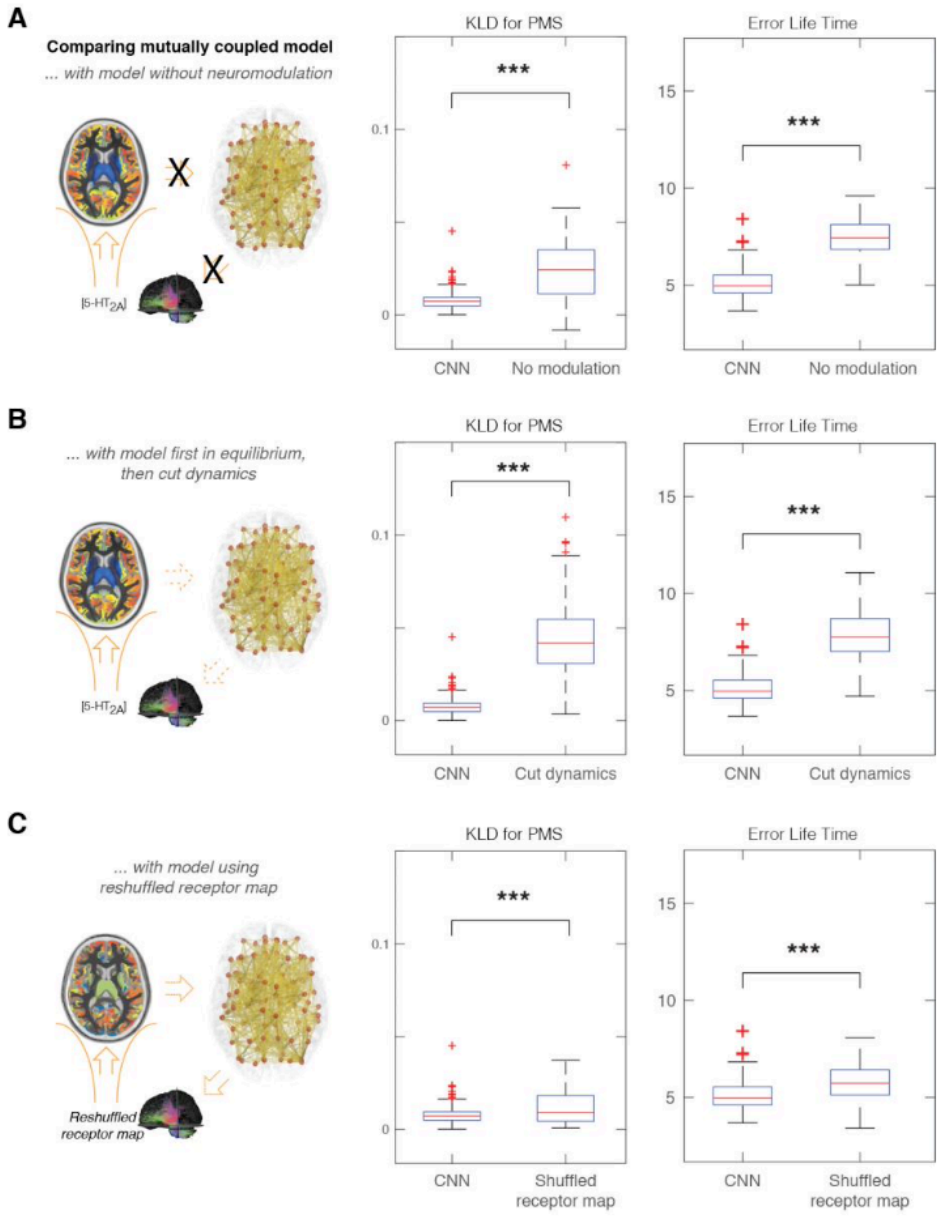 A
Comparing mutually coupled model
... with model without neuromodulation
X
X
[5-HT2A]
KLD for PMS
***
0.1
0
CNN
No modulation
Error Life Time
***
15
10
5
CNN
No modulation
B
... with model first in equilibrium,
then cut dynamics
[5-HT2A]
KLD for PMS
***
0.1
0
CNN
Cut dynamics
Error Life Time
***
15
10
5
CNN
Cut dynamics
C
... with model using
reshuffled receptor map
Reshuffled
receptor map
KLD for PMS
***
0.1
0
CNN
Shuffled
receptor map
Error Life Time
***
15
10
5
CNN
Shuffled
receptor map